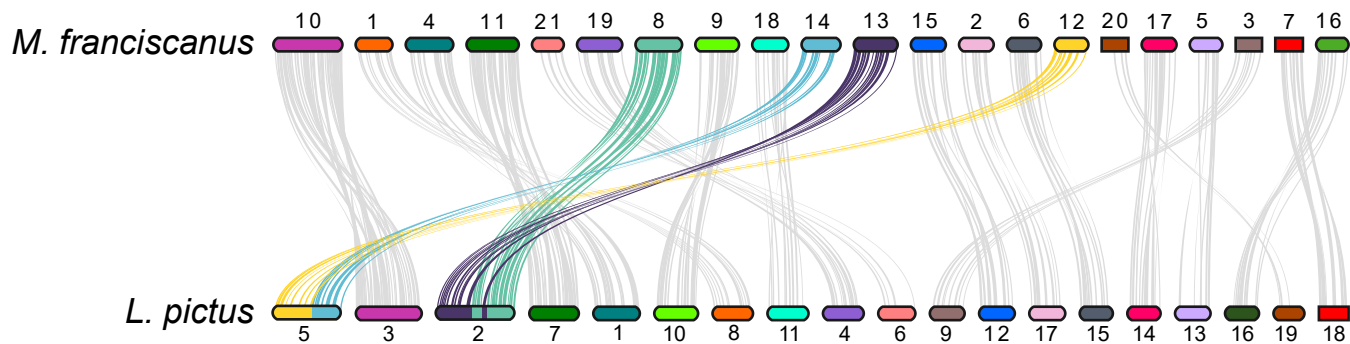 10 1 4 11 21 19 8 9 18 14 13 15 2 6 12 20 17 5 3 7 16
M. franciscanus
L. pictus
5 3 2 7 1 10 8 11 4 6 9 12 17 15 14 13 16 19 18